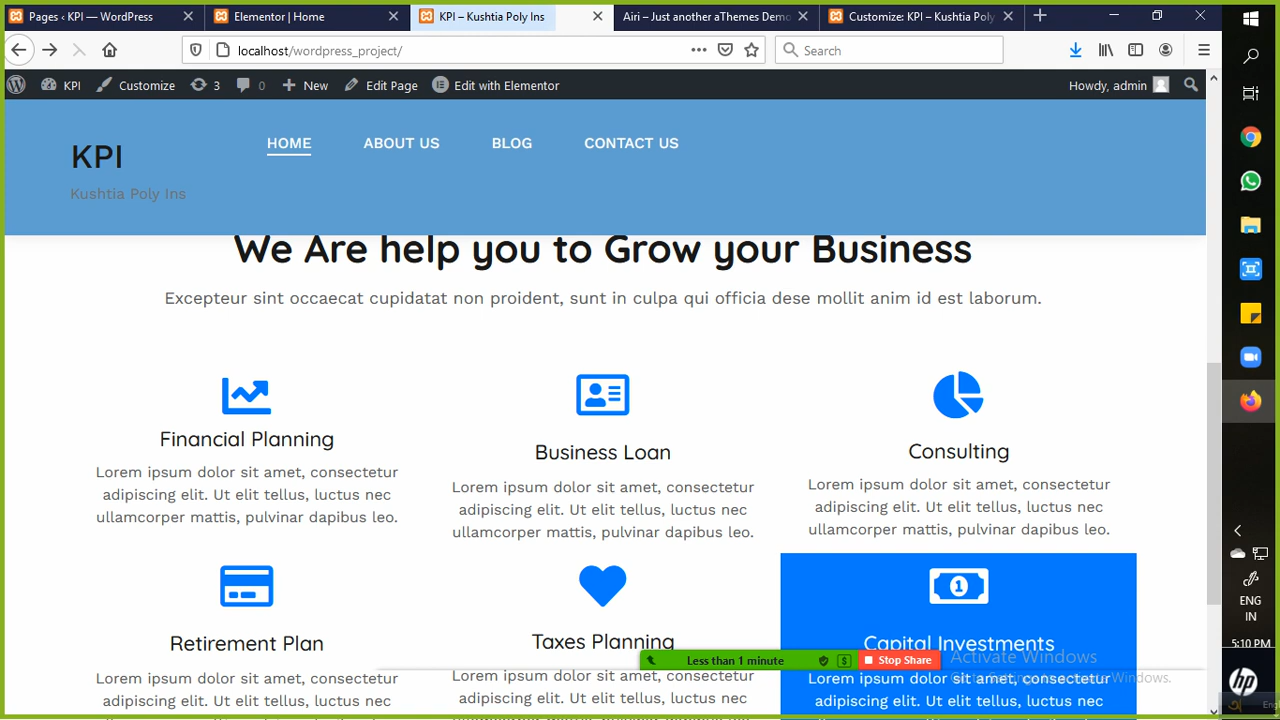 Pages ‹ KPI — WordPress
Elementor | Home
KPI – Kushtia Poly Ins
Airi – Just another aThemes Demo
Customize: KPI – Kushtia Poly
localhost/wordpress_project/
Search
KPI
Customize
3
0
New
Edit Page
Edit with Elementor
Howdy, admin
KPI
Kushtia Poly Ins
HOME
ABOUT US
BLOG
CONTACT US
We Are help you to Grow your Business
Excepteur sint occaecat cupidatat non proident, sunt in culpa qui officia dese mollit anim id est laborum.
Financial Planning
Lorem ipsum dolor sit amet, consectetur
adipiscing elit. Ut elit tellus, luctus nec
ullamcorper mattis, pulvinar dapibus leo.
Business Loan
Lorem ipsum dolor sit amet, consectetur
adipiscing elit. Ut elit tellus, luctus nec
ullamcorper mattis, pulvinar dapibus leo.
Consulting
Lorem ipsum dolor sit amet, consectetur
adipiscing elit. Ut elit tellus, luctus nec
ullamcorper mattis, pulvinar dapibus leo.
Retirement Plan
Lorem ipsum dolor sit amet, consectetur
Taxes Planning
Lorem ipsum dolor sit amet, consectetur
adipiscing elit. Ut elit tellus, luctus nec
1
Capital Investments
Lorem ipsum dolor sit amet, consectetur
adipiscing elit. Ut elit tellus, luctus nec
Less than 1 minute
$
Stop Share
Activate Windows
ENG
IN
5:10 PM
hp